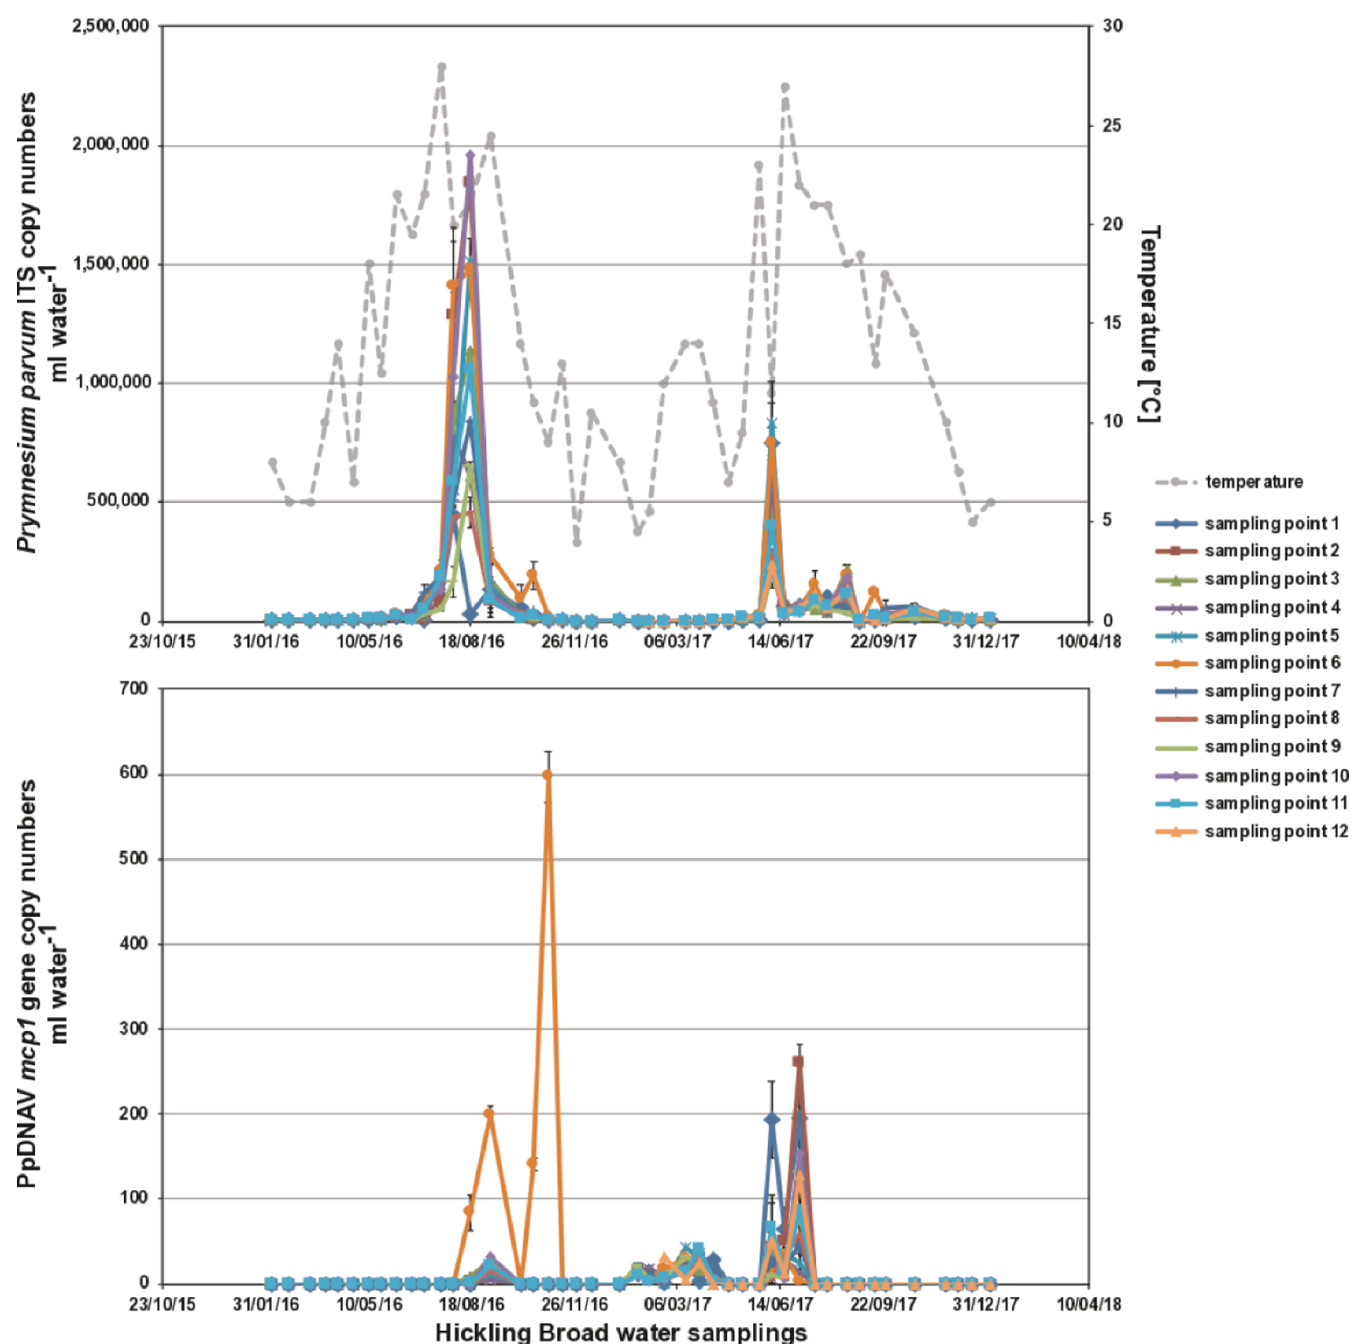 2,500,000
2,000,000
1,500,000
1,000,000
500,000
0
Prymnesium parvum ITS copy numbers
ml water-1
30
25
20
15
10
5
0
Temperature [°C]
23/10/15 31/01/16 10/05/16 18/08/16 26/11/16 06/03/17 14/06/17 22/09/17 31/12/17 10/04/18
temperature
sampling point 1
sampling point 2
sampling point 3
sampling point 4
sampling point 5
sampling point 6
sampling point 7
sampling point 8
sampling point 9
sampling point 10
sampling point 11
sampling point 12
700
600
500
400
300
200
100
0
PpDNAV mcp1 gene copy numbers
ml water-1
23/10/15 31/01/16 10/05/16 18/08/16 26/11/16 06/03/17 14/06/17 22/09/17 31/12/17 10/04/18
Hickling Broad water samplings